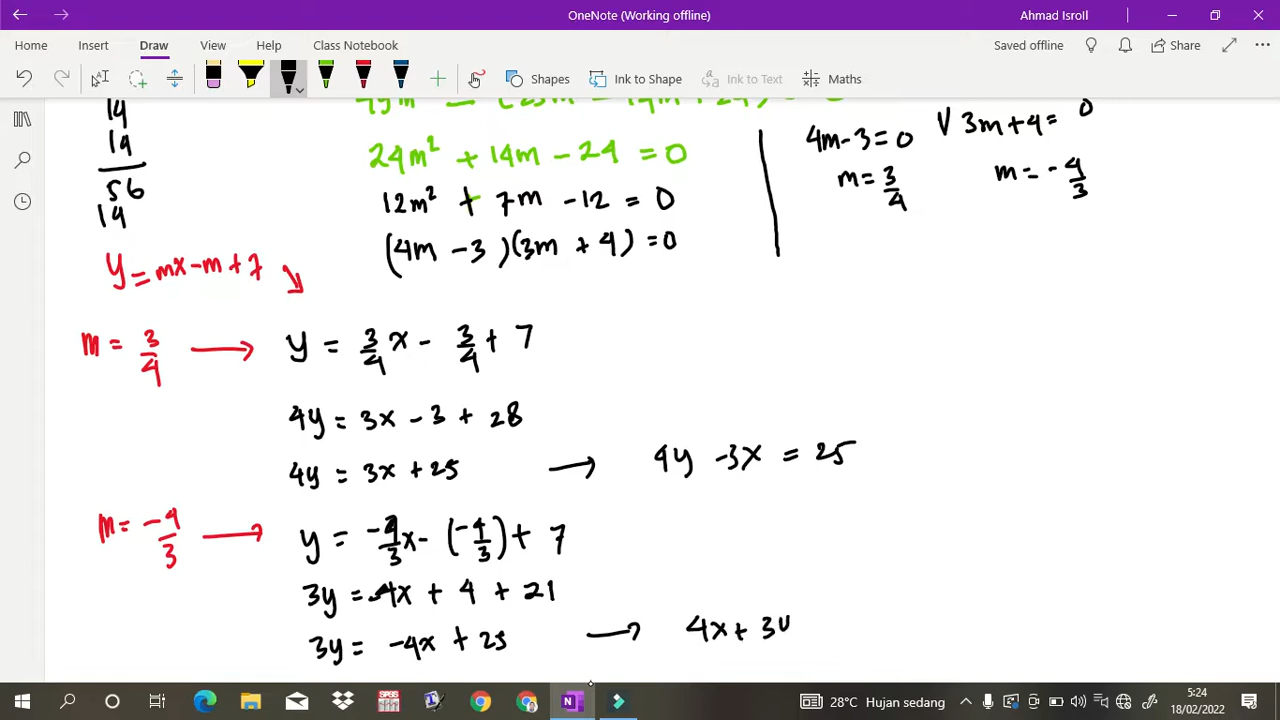 OneNote (Working offline)
Ahmad Isroll
Home Insert Draw View Help Class Notebook
Saved offline
Share
Shapes
Ink to Shape
Ink to Text
Maths
14
14
56
14
24m² + 14m - 24 = 0
12m² + 7m - 12 = 0
(4m - 3)(3m + 4) = 0
4m - 3 = 0 V 3m + 4 = 0
m = 3/4 m = - 4/3
y = mx - m + 7
m = 3/4 → y = 3/4 x - 3/4 + 7
4y = 3x - 3 + 28
4y = 3x + 25 → 4y - 3x = 25
m = - 4/3 → y = - 4/3 x - (- 4/3) + 7
3y = -4x + 4 + 21
3y = -4x + 25 → 4x + 3
28°C Hujan sedang
5:24
18/02/2022